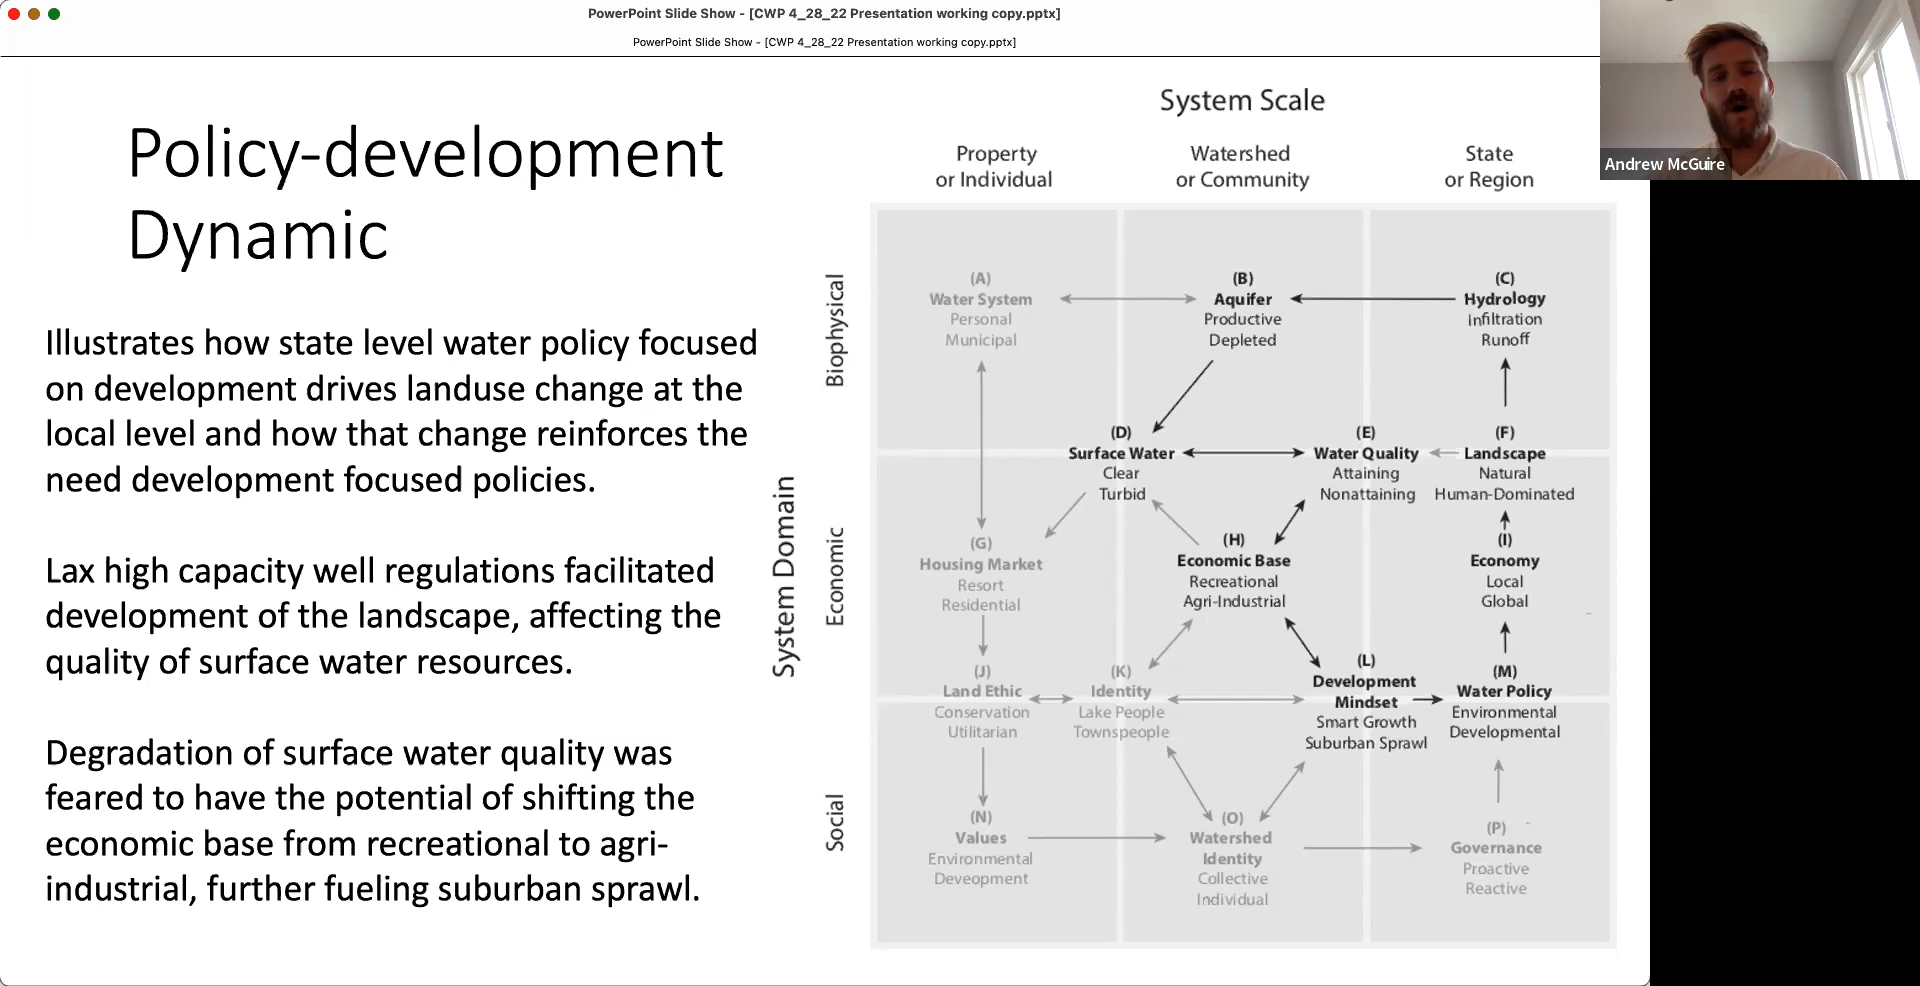 PowerPoint Slide Show - [CWP 4_28_22 Presentation working copy.pptx]
PowerPoint Slide Show - [CWP 4_28_22 Presentation working copy.pptx]
Andrew McGuire
Policy-development
Dynamic
Illustrates how state level water policy focused
on development drives landuse change at the
local level and how that change reinforces the
need development focused policies.
Lax high capacity well regulations facilitated
development of the landscape, affecting the
quality of surface water resources.
Degradation of surface water quality was
feared to have the potential of shifting the
economic base from recreational to agri-
industrial, further fueling suburban sprawl.
System Scale
Property
or Individual
Watershed
or Community
State
or Region
System Domain
Biophysical
Economic
Social
(A)
Water System
Personal
Municipal
(B)
Aquifer
Productive
Depleted
(C)
Hydrology
Infiltration
Runoff
(D)
Surface Water
Clear
Turbid
(E)
Water Quality
Attaining
Nonattaining
(F)
Landscape
Natural
Human-Dominated
(G)
Housing Market
Resort
Residential
(H)
Economic Base
Recreational
Agri-Industrial
(I)
Economy
Local
Global
(J)
Land Ethic
Conservation
Utilitarian
(K)
Identity
Lake People
Townspeople
(L)
Development
Mindset
Smart Growth
Suburban Sprawl
(M)
Water Policy
Environmental
Developmental
(N)
Values
Environmental
Deveopment
(O)
Watershed
Identity
Collective
Individual
(P)
Governance
Proactive
Reactive